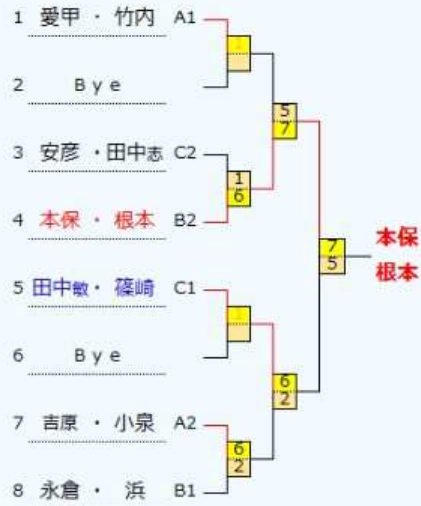 1 愛甲 ・ 竹内 A1
1
2 Bye
5
7
3 安彦 ・田中志 C2
1
6
4 本保 ・ 根本 B2
7
5
本保
根本
5 田中敏・ 篠崎 C1
1
6 Bye
6
2
7 吉原 ・ 小泉 A2
6
2
8 永倉 ・ 浜 B1